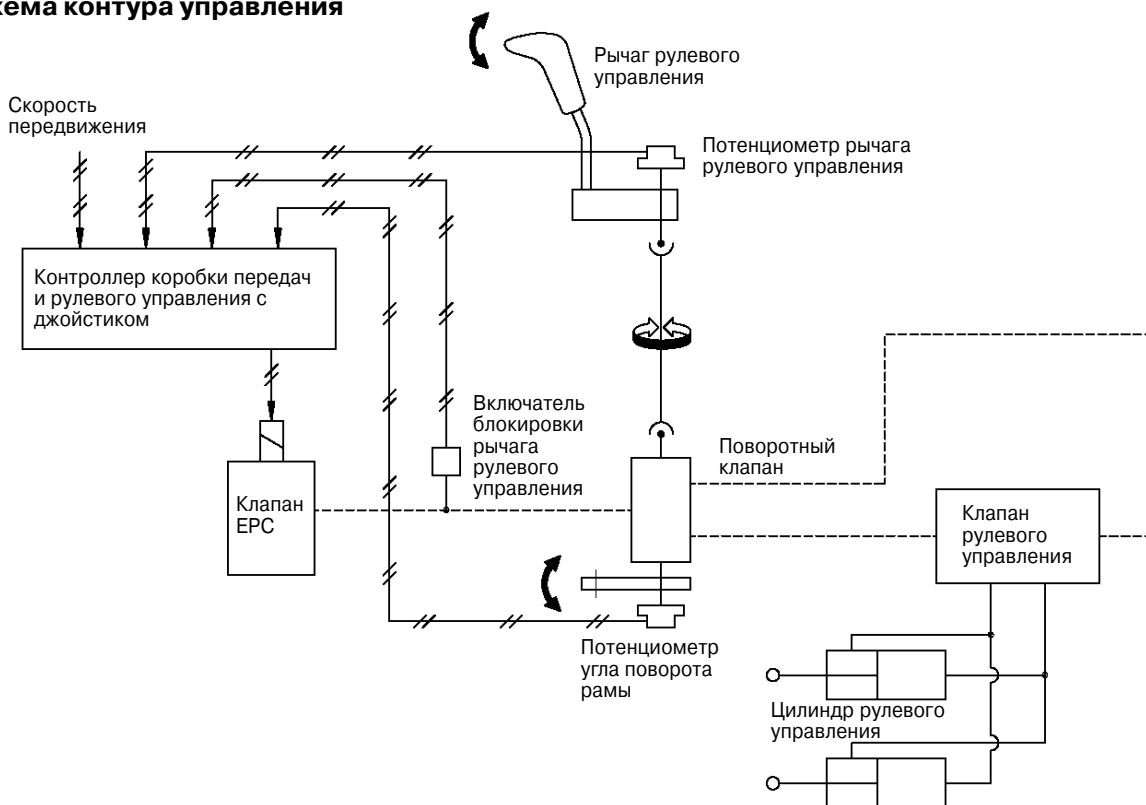 хема контура управления
Рычаг рулевого
управления
Скорость
передвижения
Потенциометр рычага
рулевого управления
Контроллер коробки передач
и рулевого управления с
джойстиком
Включатель
блокировки
рычага
рулевого
управления
Поворотный
клапан
Клапан
EPC
Клапан
рулевого
управления
Потенциометр
угла поворота
рамы
Цилиндр рулевого
управления